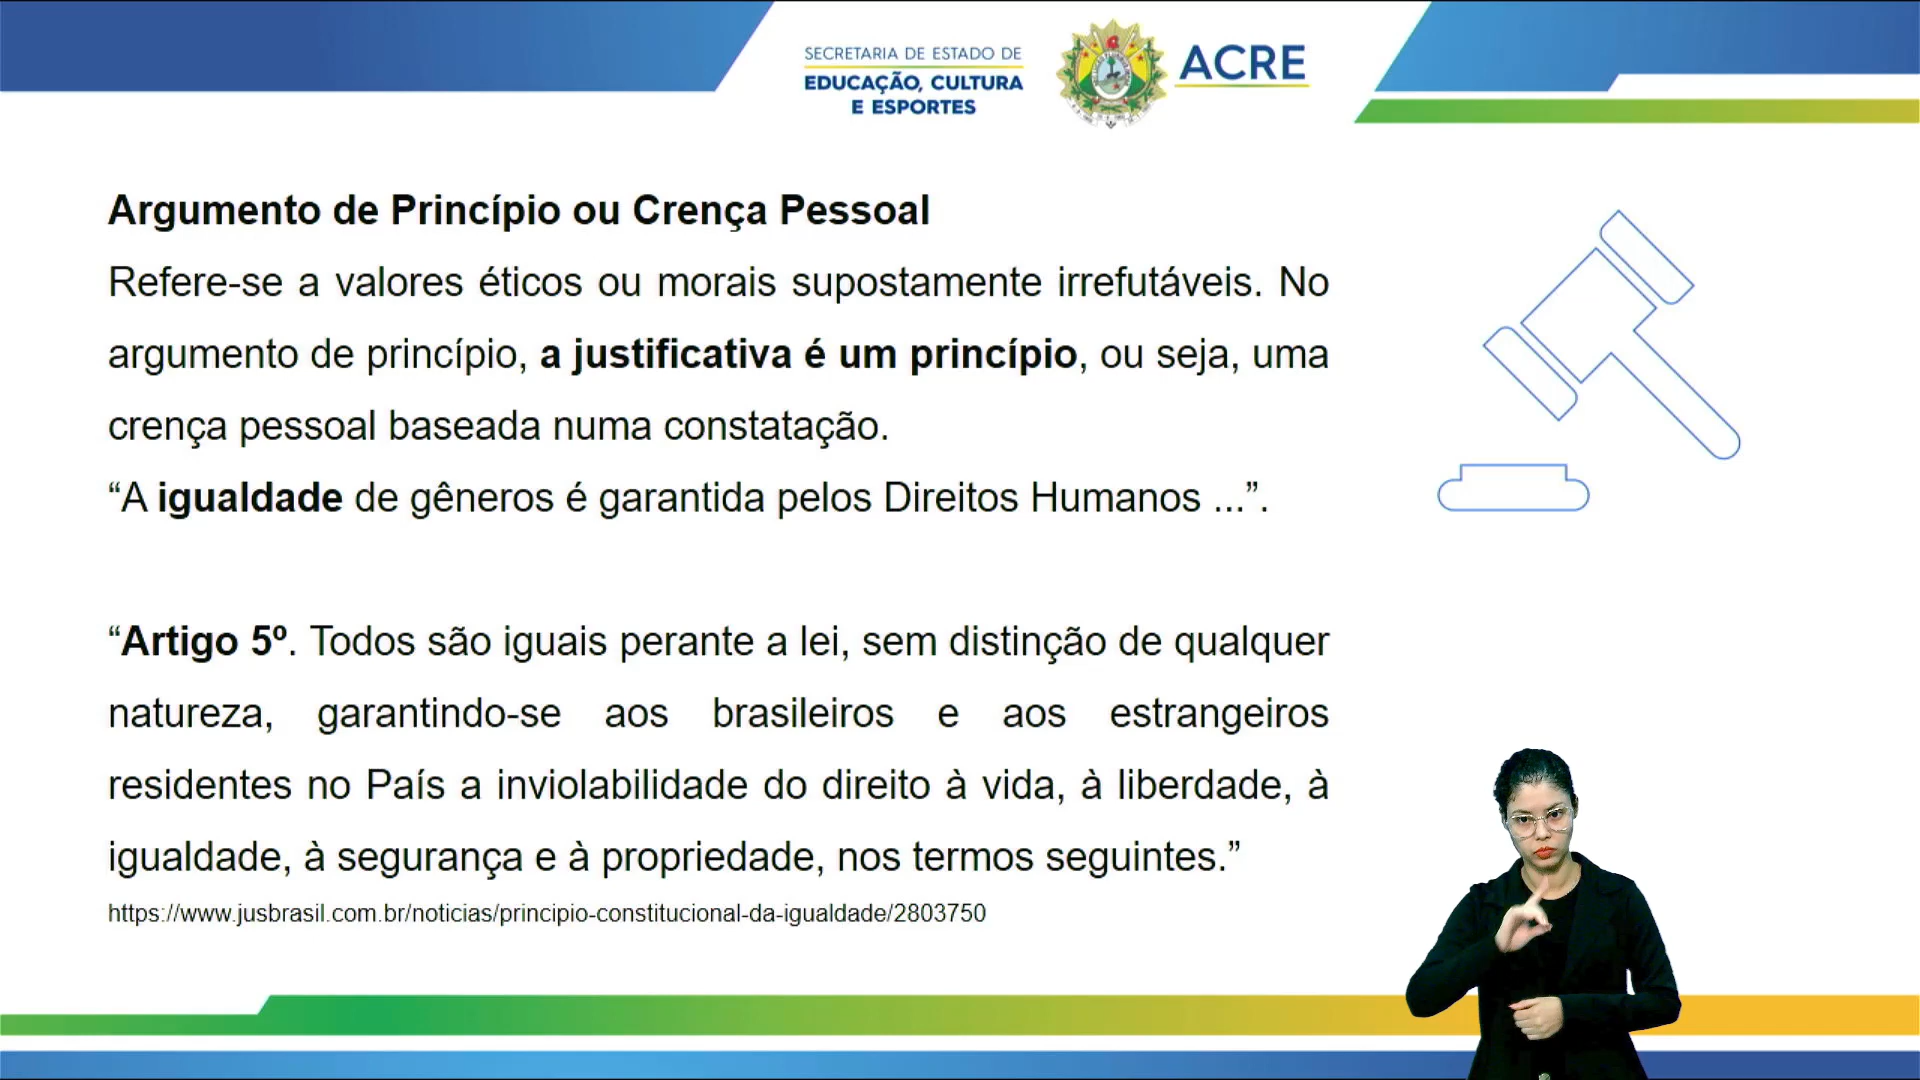 SECRETARIA DE ESTADO DE
EDUCAÇÃO, CULTURA
E ESPORTES
ACRE
Argumento de Princípio ou Crença Pessoal
Refere-se a valores éticos ou morais supostamente irrefutáveis. No
argumento de princípio, a justificativa é um princípio, ou seja, uma
crença pessoal baseada numa constatação.
“A igualdade de gêneros é garantida pelos Direitos Humanos ...”.
“Artigo 5º. Todos são iguais perante a lei, sem distinção de qualquer
natureza, garantindo-se aos brasileiros e aos estrangeiros
residentes no País a inviolabilidade do direito à vida, à liberdade, à
igualdade, à segurança e à propriedade, nos termos seguintes.”
https://www.jusbrasil.com.br/noticias/principio-constitucional-da-igualdade/2803750